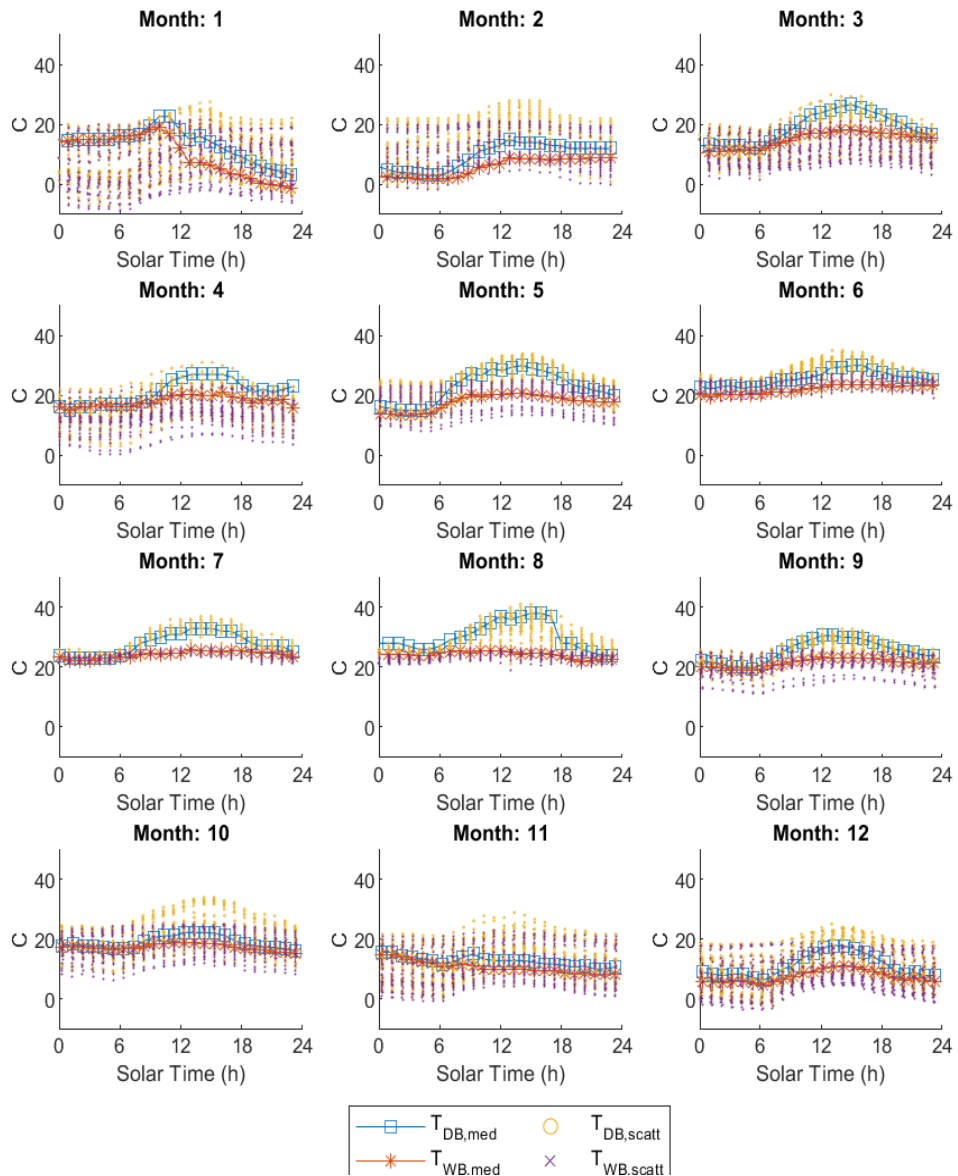 Month: 1
Month: 2
Month: 3
C
40
20
0
0 6 12 18 24
Solar Time (h)
C
40
20
0
0 6 12 18 24
Solar Time (h)
C
40
20
0
0 6 12 18 24
Solar Time (h)
Month: 4
Month: 5
Month: 6
C
40
20
0
0 6 12 18 24
Solar Time (h)
C
40
20
0
0 6 12 18 24
Solar Time (h)
C
40
20
0
0 6 12 18 24
Solar Time (h)
Month: 7
Month: 8
Month: 9
C
40
20
0
0 6 12 18 24
Solar Time (h)
C
40
20
0
0 6 12 18 24
Solar Time (h)
C
40
20
0
0 6 12 18 24
Solar Time (h)
Month: 10
Month: 11
Month: 12
C
40
20
0
0 6 12 18 24
Solar Time (h)
C
40
20
0
0 6 12 18 24
Solar Time (h)
C
40
20
0
0 6 12 18 24
Solar Time (h)
T_DB,med T_DB,scatt
T_WB,med T_WB,scatt